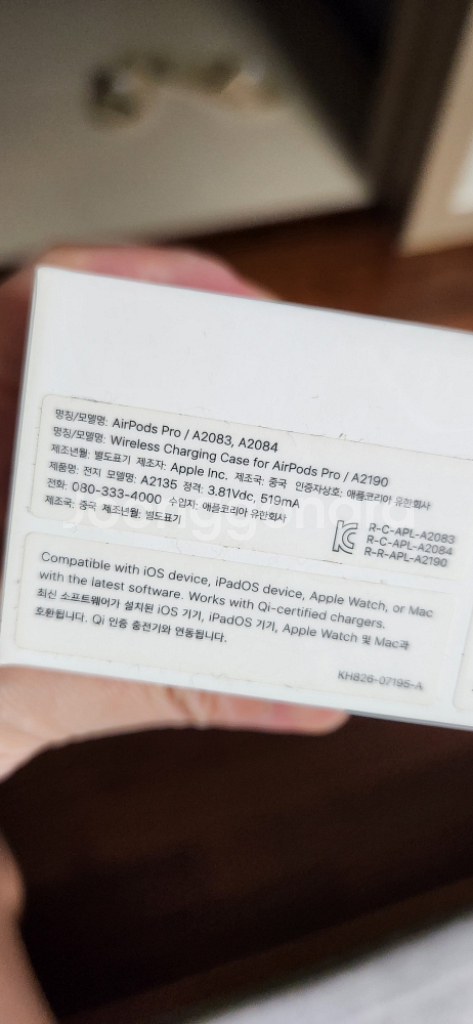 명칭/모델명: AirPods Pro / A2083, A2084
명칭/모델명: Wireless Charging Case for AirPods Pro / A2190
제조년월: 별도표기 제조자: Apple Inc. 제조국: 중국 인증자상호: 애플코리아 유한회사
제품명: 전지 모델명: A2135 정격: 3.81Vdc, 519mA
전화: 080-333-4000 수입자: 애플코리아 유한회사
제조국: 중국 제조년월: 별도표기
R-C-APL-A2083
R-C-APL-A2084
R-R-APL-A2190
Compatible with iOS device, iPadOS device, Apple Watch, or Mac
with the latest software. Works with Qi-certified chargers.
최신 소프트웨어가 설치된 iOS 기기, iPadOS 기기, Apple Watch 및 Mac과
호환됩니다. Qi 인증 충전기와 연동됩니다.
KH826-07195-A